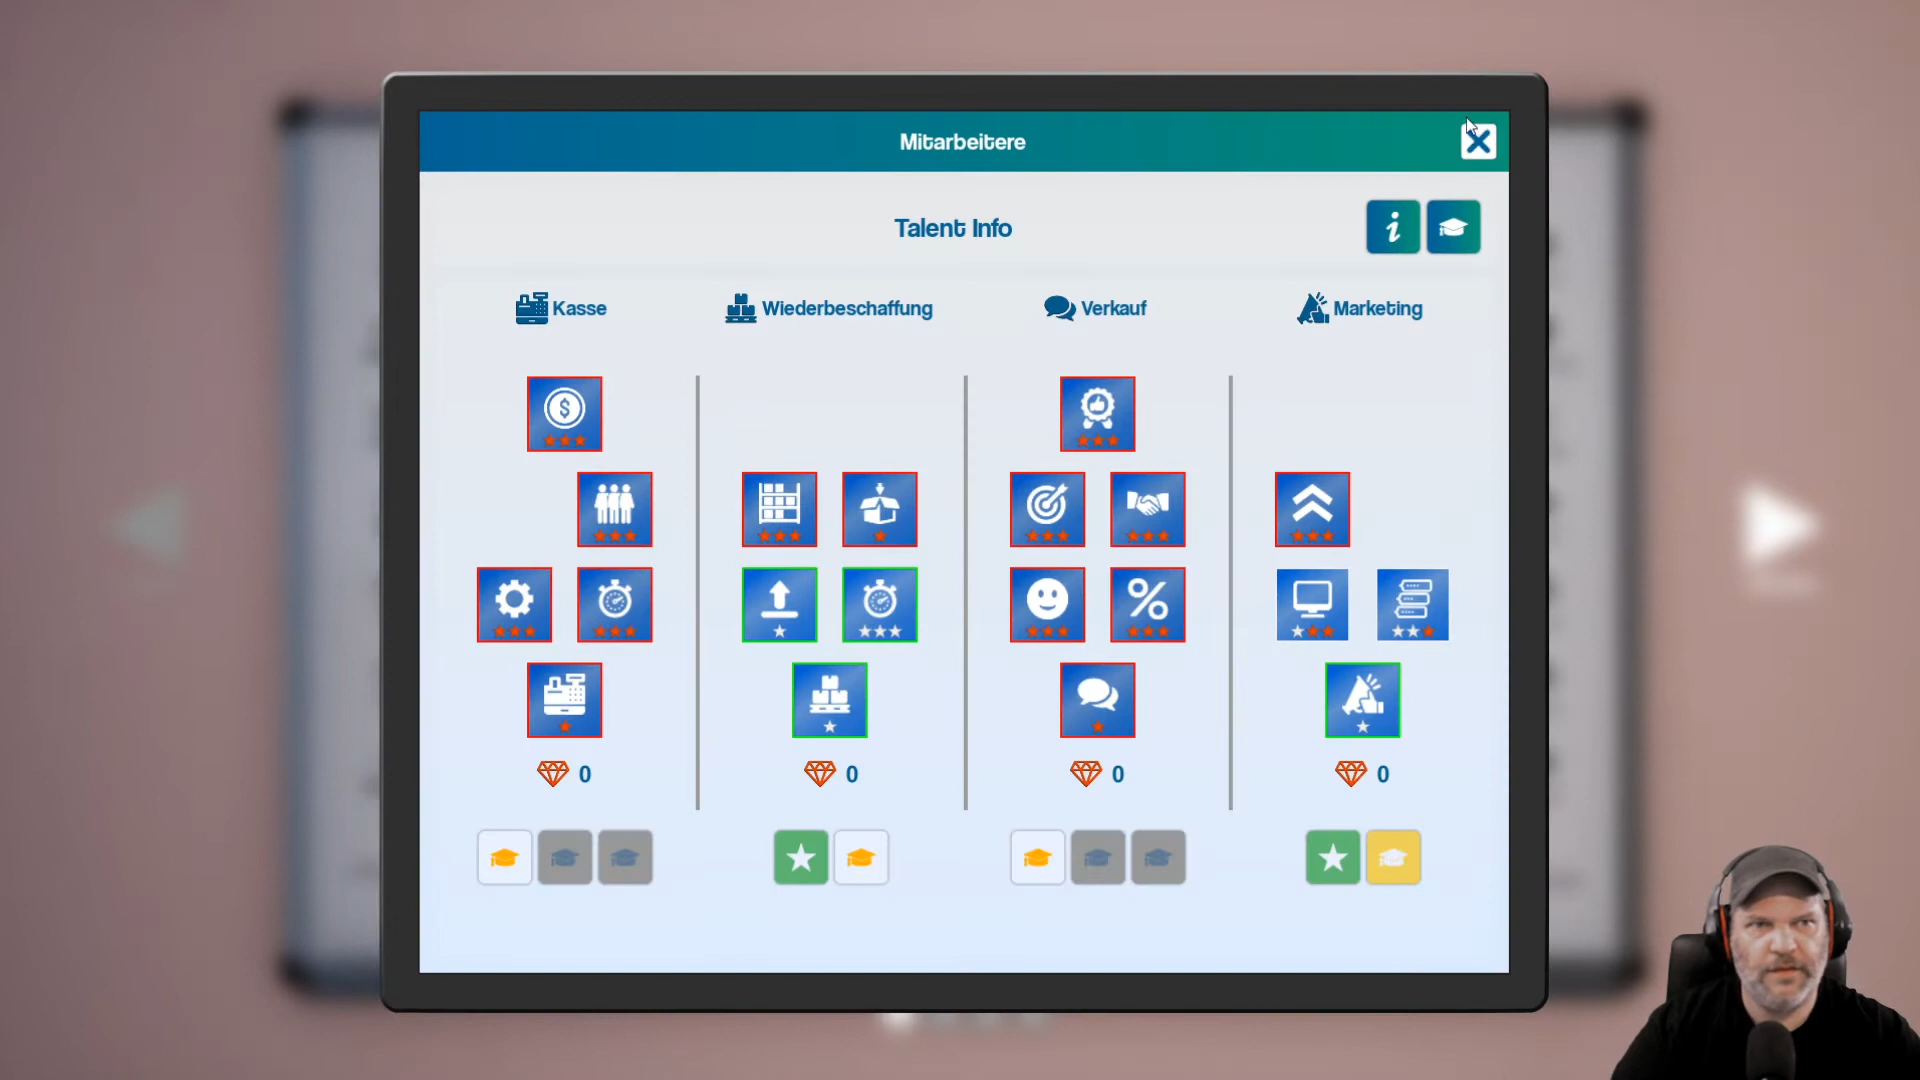 Mitarbeitere
Talent Info
Kasse
Wiederbeschaffung
Verkauf
Marketing
0
0
0
0